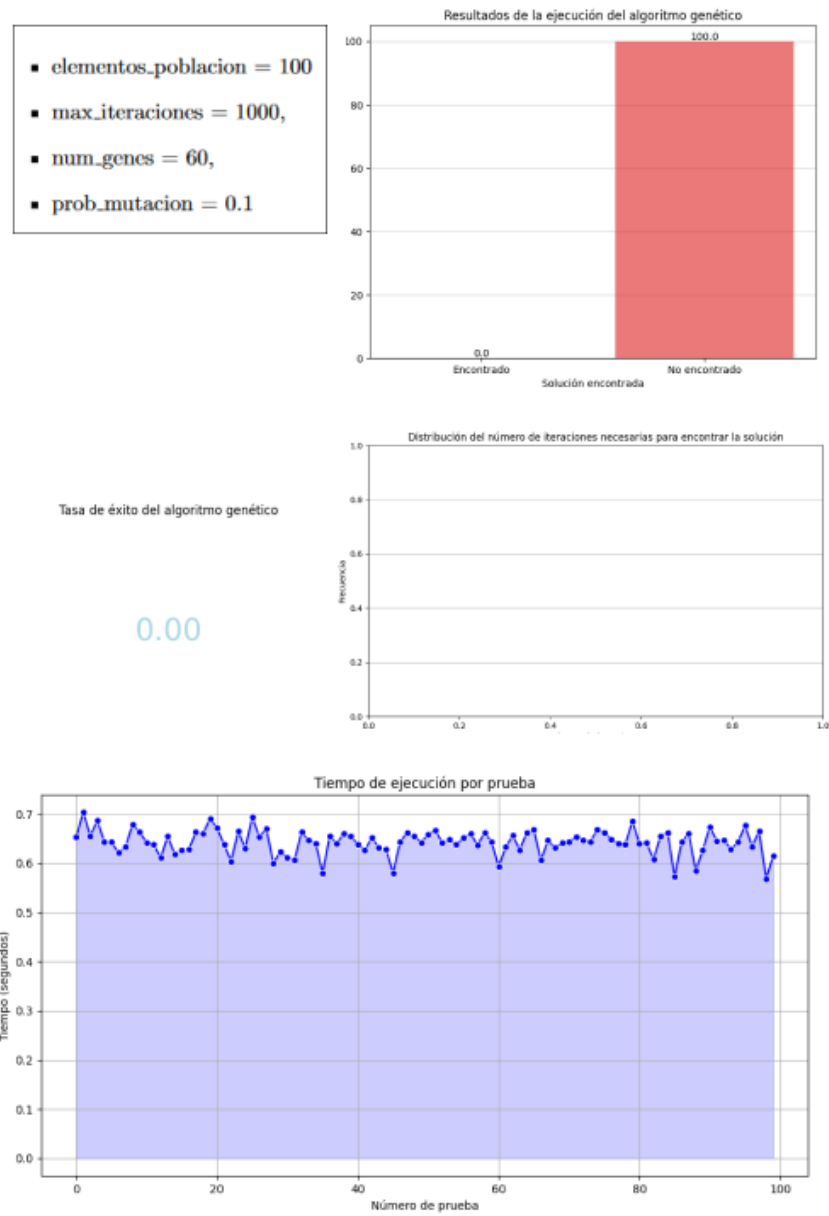 ▪ elementos_poblacion = 100
▪ max_iteraciones = 1000,
▪ num_genes = 60,
▪ prob_mutacion = 0.1
Resultados de la ejecución del algoritmo genético
100
80
60
40
20
0
100.0
0.0
Encontrado
No encontrado
Solución encontrada
Tasa de éxito del algoritmo genético
0.00
Distribución del número de iteraciones necesarias para encontrar la solución
Frecuencia
1.0
0.8
0.6
0.4
0.2
0.0
0.0 0.2 0.4 0.6 0.8 1.0
Tiempo de ejecución por prueba
Tiempo (segundos)
0.7
0.6
0.5
0.4
0.3
0.2
0.1
0.0
0 20 40 60 80 100
Número de prueba